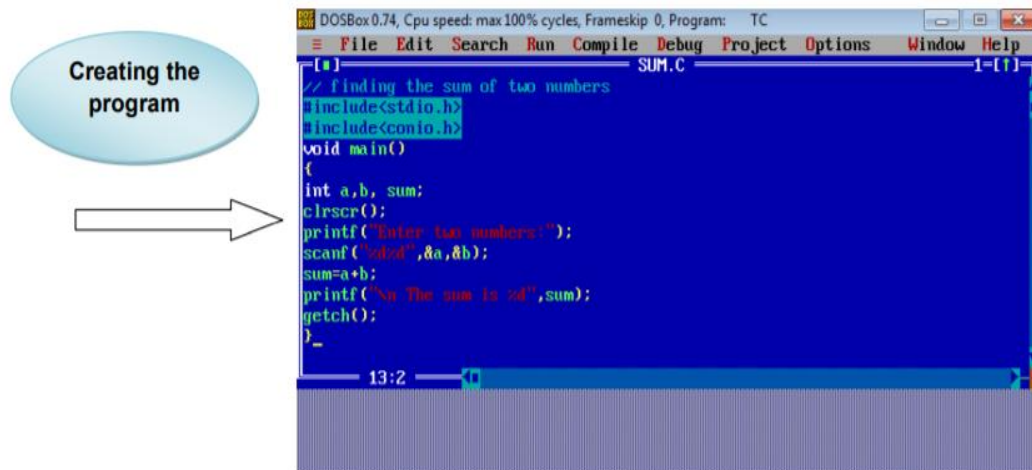 Creating the
program
DOSBox 0.74, Cpu speed: max 100% cycles, Frameskip 0, Program: TC
≡ File Edit Search Run Compile Debug Project Options Window Help
[■] SUM.C 1=[↑]
// finding the sum of two numbers
#include<stdio.h>
#include<conio.h>
void main()
{
int a,b, sum;
clrscr();
printf("Enter two numbers:");
scanf("%d%d",&a,&b);
sum=a+b;
printf("\n The sum is %d",sum);
getch();
}_
13:2